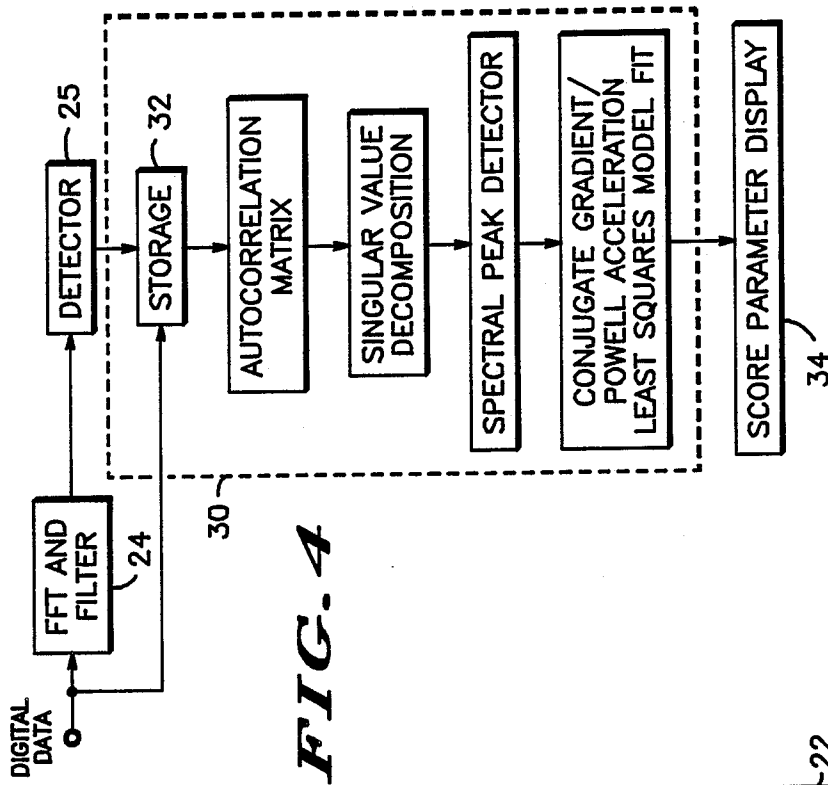 DIGITAL
DATA
FFT AND
FILTER
24
DETECTOR
25
STORAGE
32
AUTOCORRELATION
MATRIX
SINGULAR VALUE
DECOMPOSITION
SPECTRAL PEAK DETECTOR
CONJUGATE GRADIENT/
POWELL ACCELERATION
LEAST SQUARES MODEL FIT
30
SCORE PARAMETER DISPLAY
34
FIG. 4
22